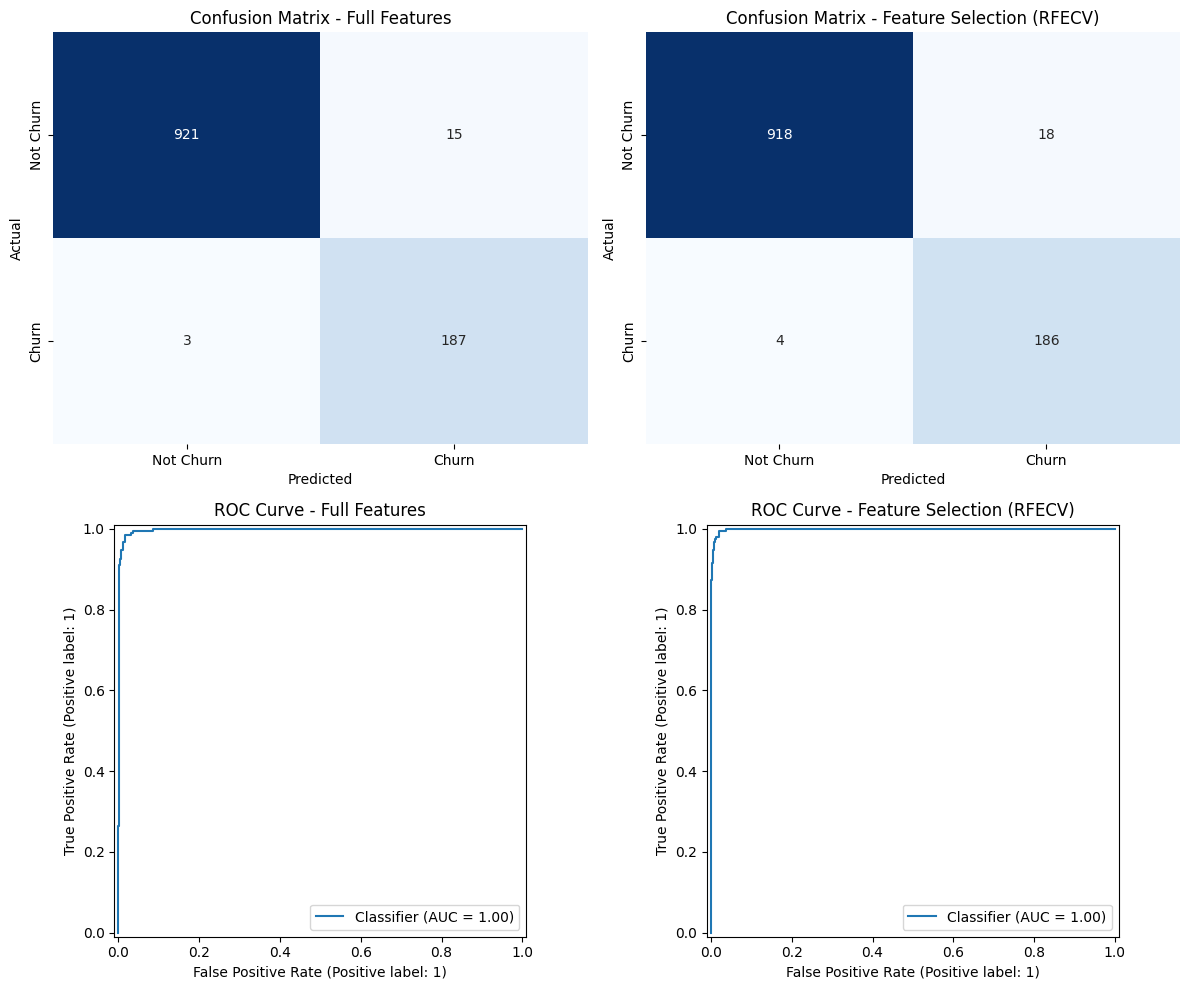 Confusion Matrix - Full Features
Not Churn
921
15
Actual
Churn
3
187
Not Churn
Churn
Predicted
Confusion Matrix - Feature Selection (RFECV)
Not Churn
918
18
Actual
Churn
4
186
Not Churn
Churn
Predicted
ROC Curve - Full Features
True Positive Rate (Positive label: 1)
1.0
0.8
0.6
0.4
0.2
0.0
Classifier (AUC = 1.00)
0.0
0.2
0.4
0.6
0.8
1.0
False Positive Rate (Positive label: 1)
ROC Curve - Feature Selection (RFECV)
True Positive Rate (Positive label: 1)
1.0
0.8
0.6
0.4
0.2
0.0
Classifier (AUC = 1.00)
0.0
0.2
0.4
0.6
0.8
1.0
False Positive Rate (Positive label: 1)